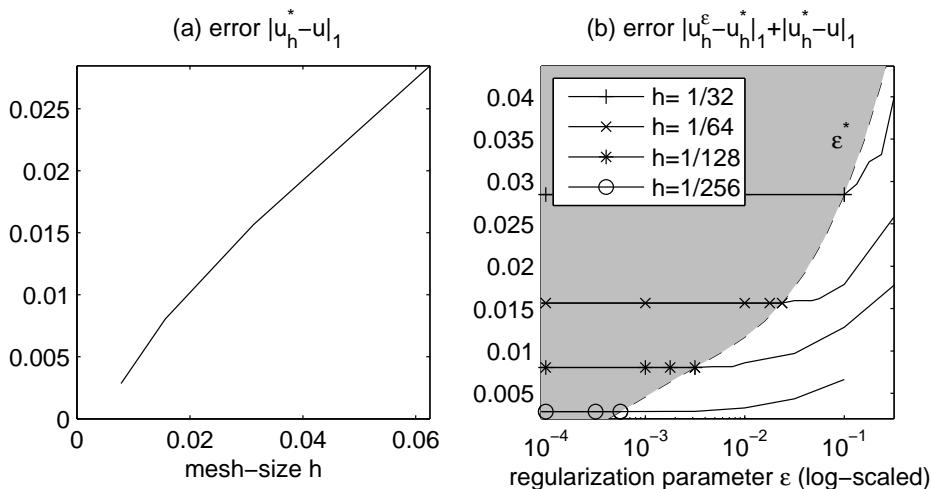 (a) error |u*h−u|1
0.025
0.02
0.015
0.01
0.005
0
0 0.02 0.04 0.06
mesh−size h
(b) error |uεh−u*h|1+|u*h−u|1
0.04
0.035
0.03
0.025
0.02
0.015
0.01
0.005
h= 1/32
h= 1/64
h=1/128
h=1/256
ε*
10−4 10−3 10−2 10−1
regularization parameter ε (log−scaled)